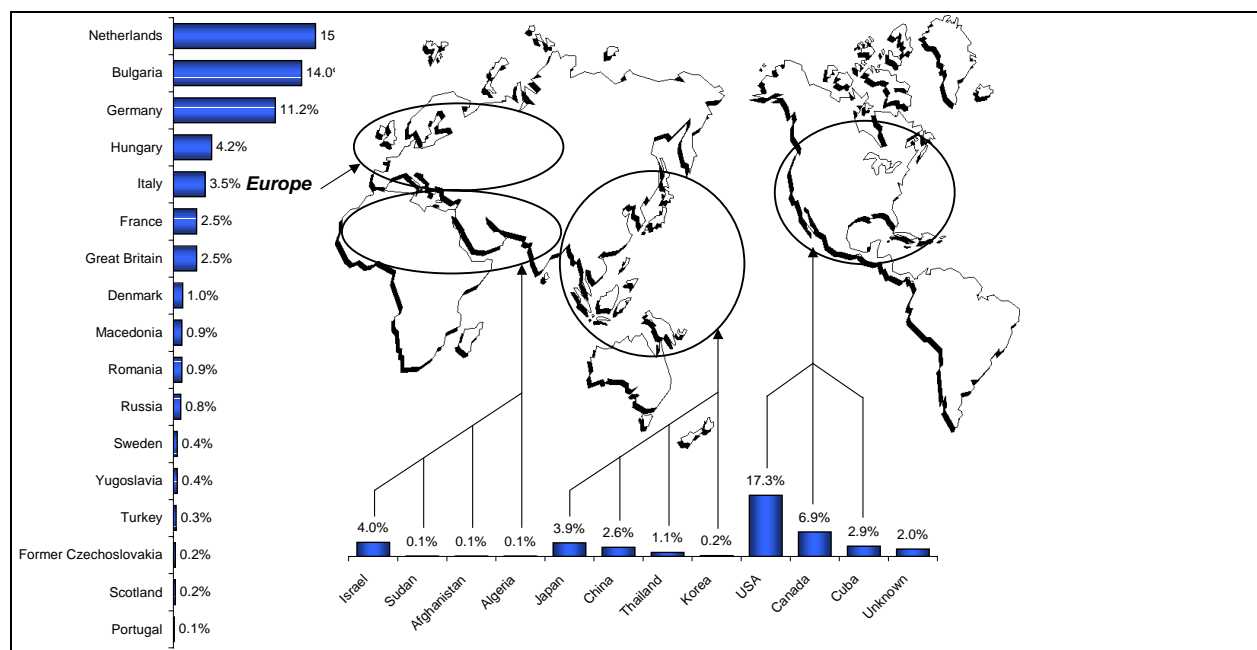 Netherlands 15
Bulgaria 14.0%
Germany 11.2%
Hungary 4.2%
Italy 3.5%
Europe
France 2.5%
Great Britain 2.5%
Denmark 1.0%
Macedonia 0.9%
Romania 0.9%
Russia 0.8%
Sweden 0.4%
Yugoslavia 0.4%
Turkey 0.3%
Former Czechoslovakia 0.2%
Scotland 0.2%
Portugal 0.1%
4.0% 0.1% 0.1% 0.1% 3.9% 2.6% 1.1% 0.2% 17.3% 6.9% 2.9% 2.0%
Israel Sudan Afghanistan Algeria Japan China Thailand Korea USA Canada Cuba Unknown